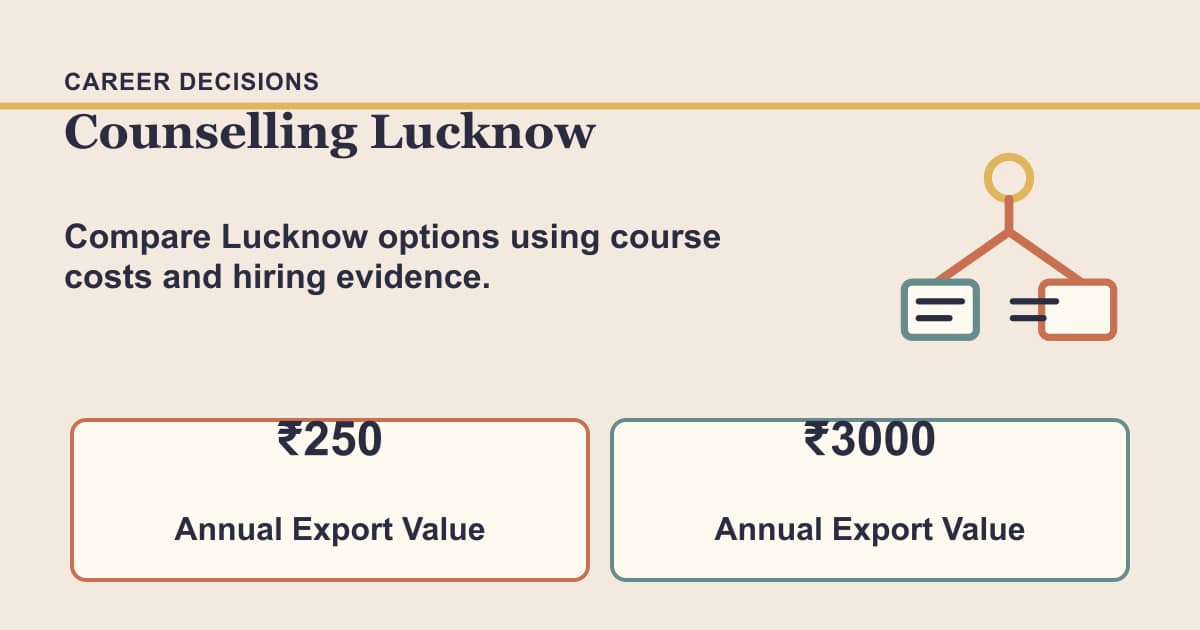 CAREER DECISIONS
Counselling Lucknow
Compare Lucknow options using course
costs and hiring evidence.
₹250
Annual Export Value
₹3000
Annual Export Value